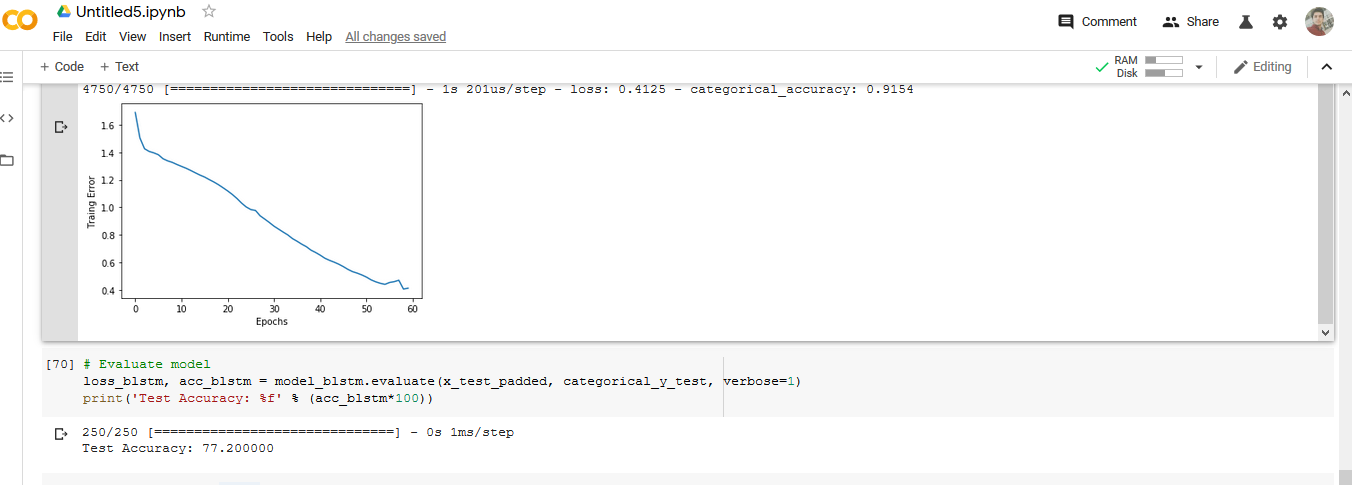 Untitled5.ipynb
File Edit View Insert Runtime Tools Help All changes saved
Comment Share
+ Code + Text
RAM
Disk
Editing
4750/4750 [==============================] - 1s 201us/step - loss: 0.4125 - categorical_accuracy: 0.9154
1.6
1.4
1.2
1.0
0.8
0.6
0.4
Traing Error
0 10 20 30 40 50 60
Epochs
[70] # Evaluate model
loss_blstm, acc_blstm = model_blstm.evaluate(x_test_padded, categorical_y_test, verbose=1)
print('Test Accuracy: %f' % (acc_blstm*100))
250/250 [==============================] - 0s 1ms/step
Test Accuracy: 77.200000